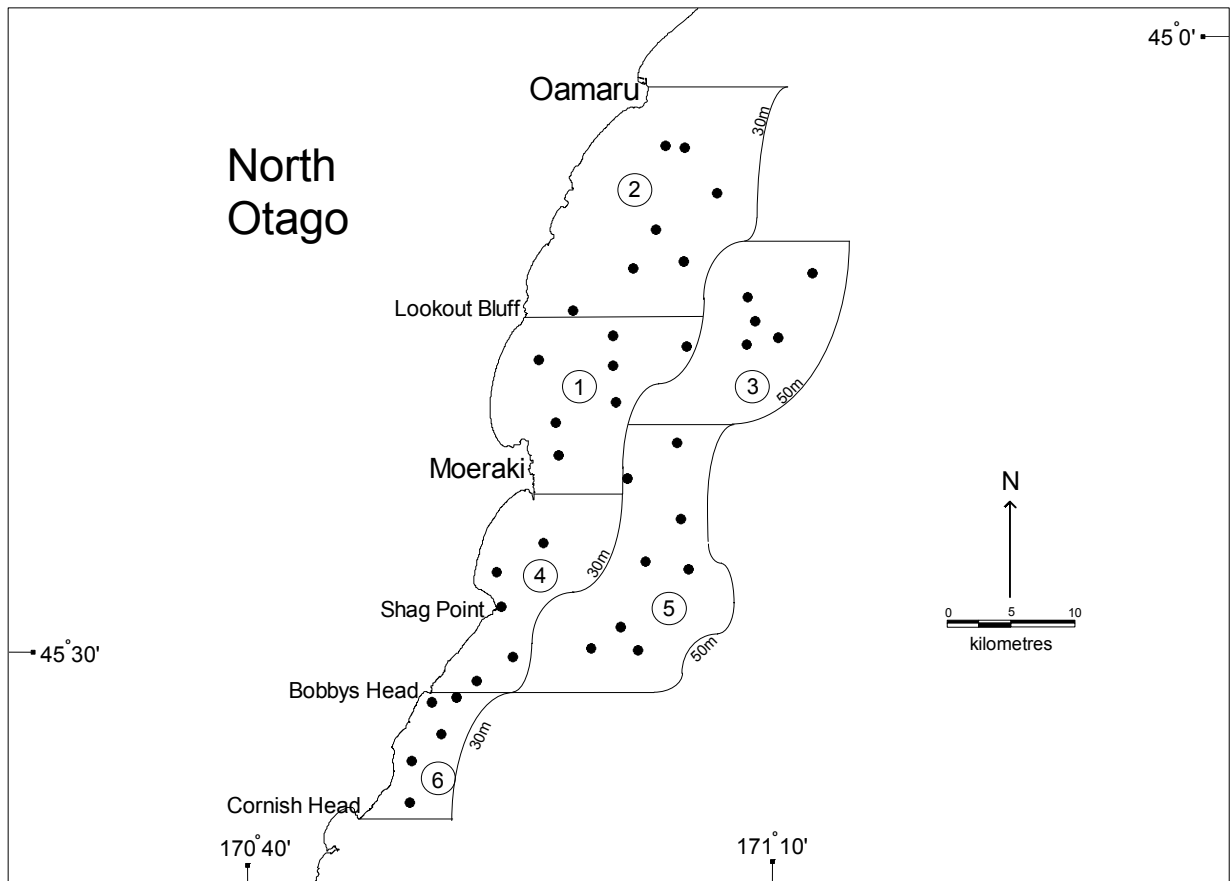 45°0'
Oamaru
30m
North
Otago
2
Lookout Bluff
1
3
50m
Moeraki
N
30m
4
Shag Point
5
0 5 10
kilometres
45°30'
50m
Bobbys Head
30m
6
Cornish Head
170°40'
171°10'